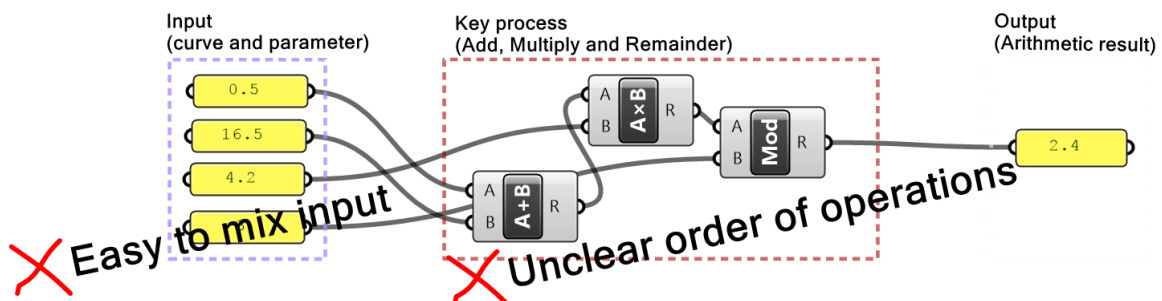 Input
(curve and parameter)
Key process
(Add, Multiply and Remainder)
Output
(Arithmetic result)
0.5
16.5
4.2
A
B
A×B
R
A
B
Mod
R
2.4
A
B
A+B
R
Easy to mix input
Unclear order of operations